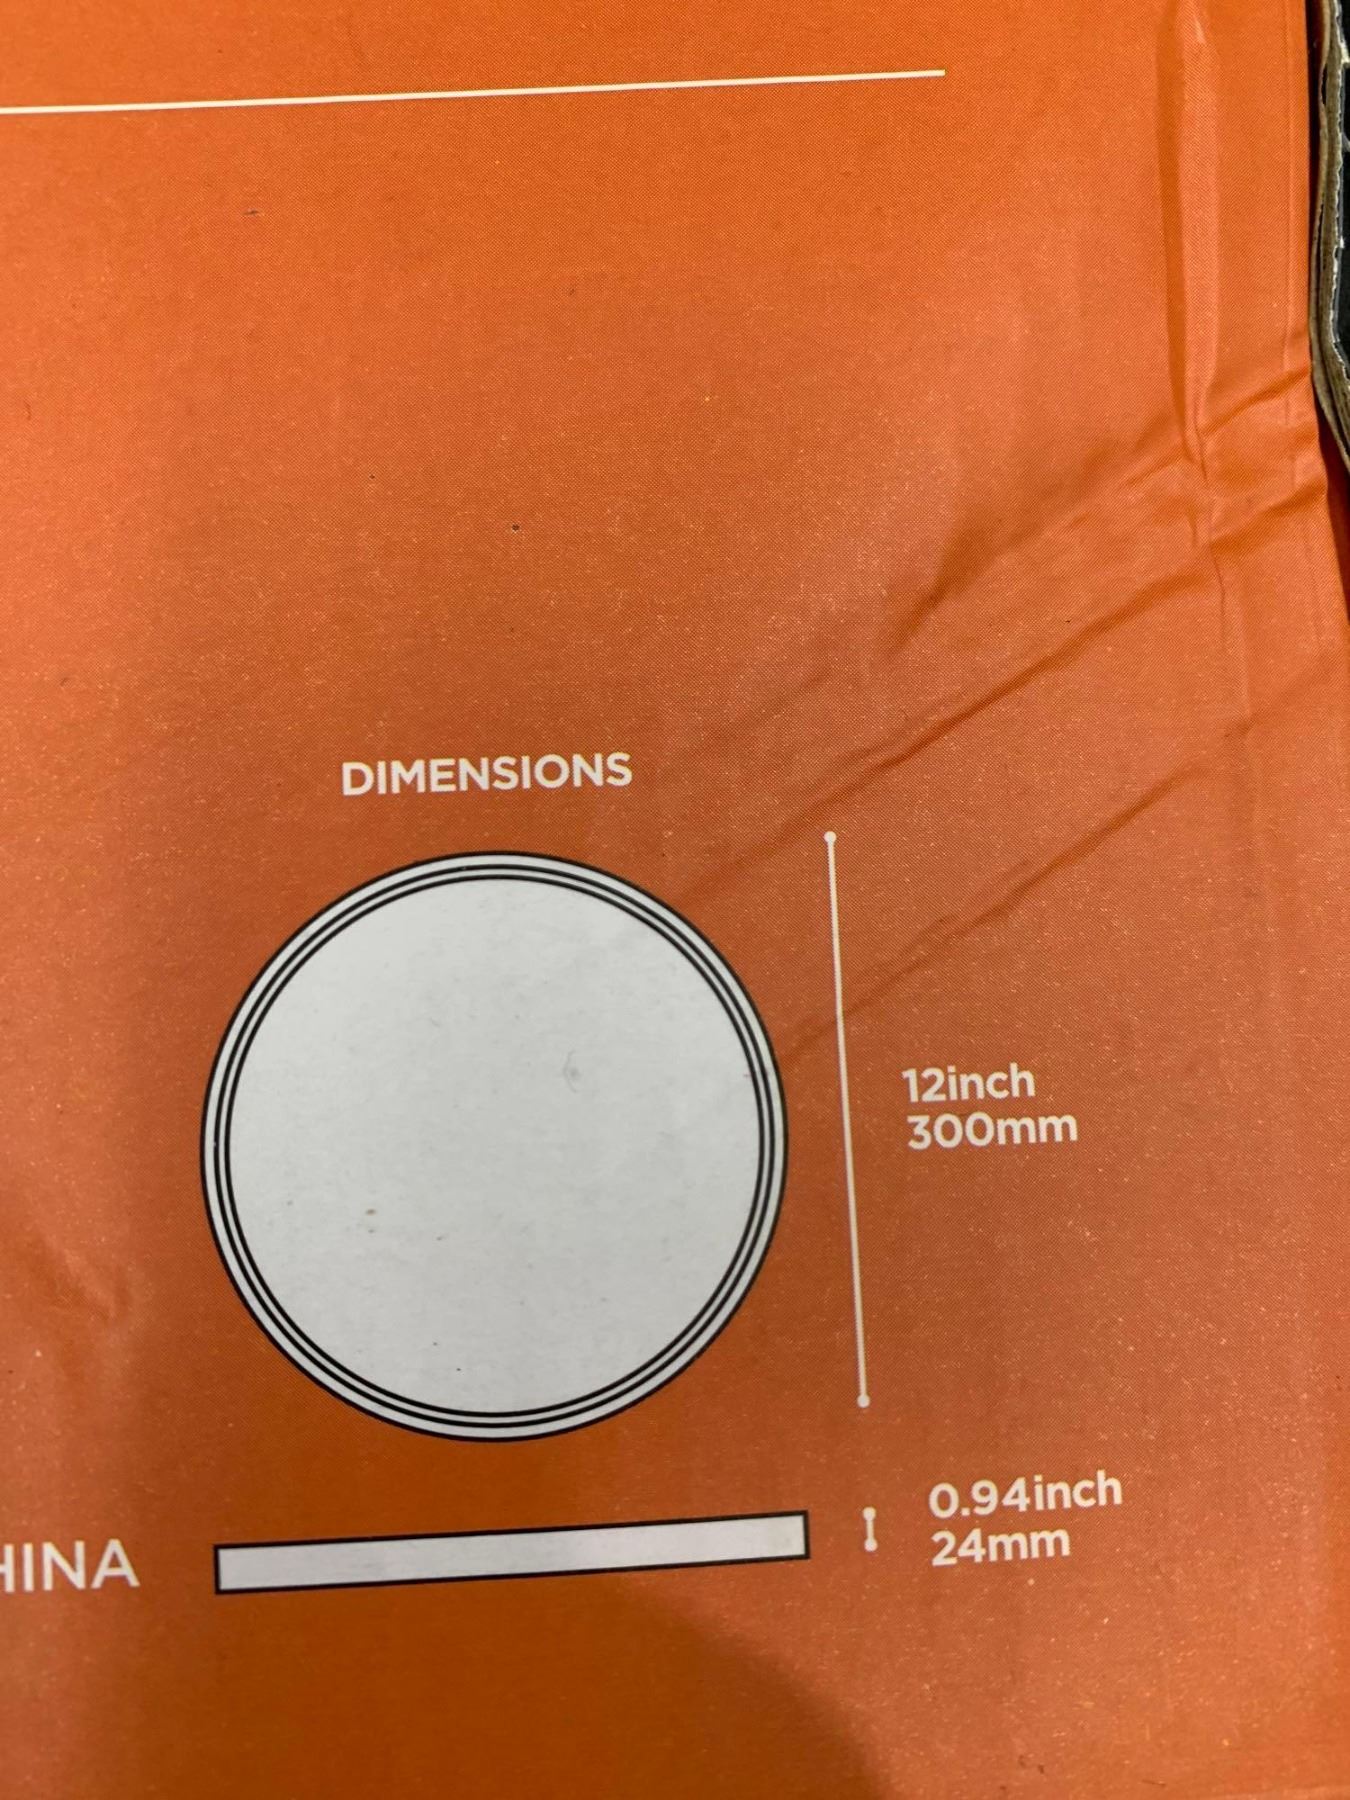 DIMENSIONS
12inch
300mm
0.94inch
24mm
HINA